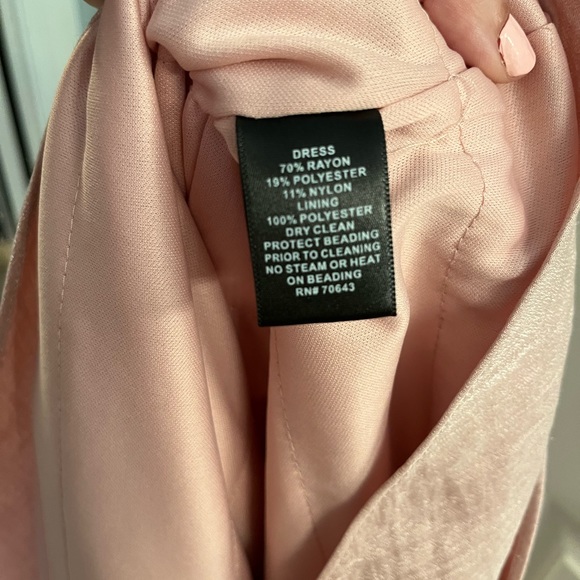 DRESS
70% RAYON
19% POLYESTER
11% NYLON
LINING
100% POLYESTER
DRY CLEAN
PROTECT BEADING
PRIOR TO CLEANING
NO STEAM OR HEAT
ON BEADING
RN# 70643